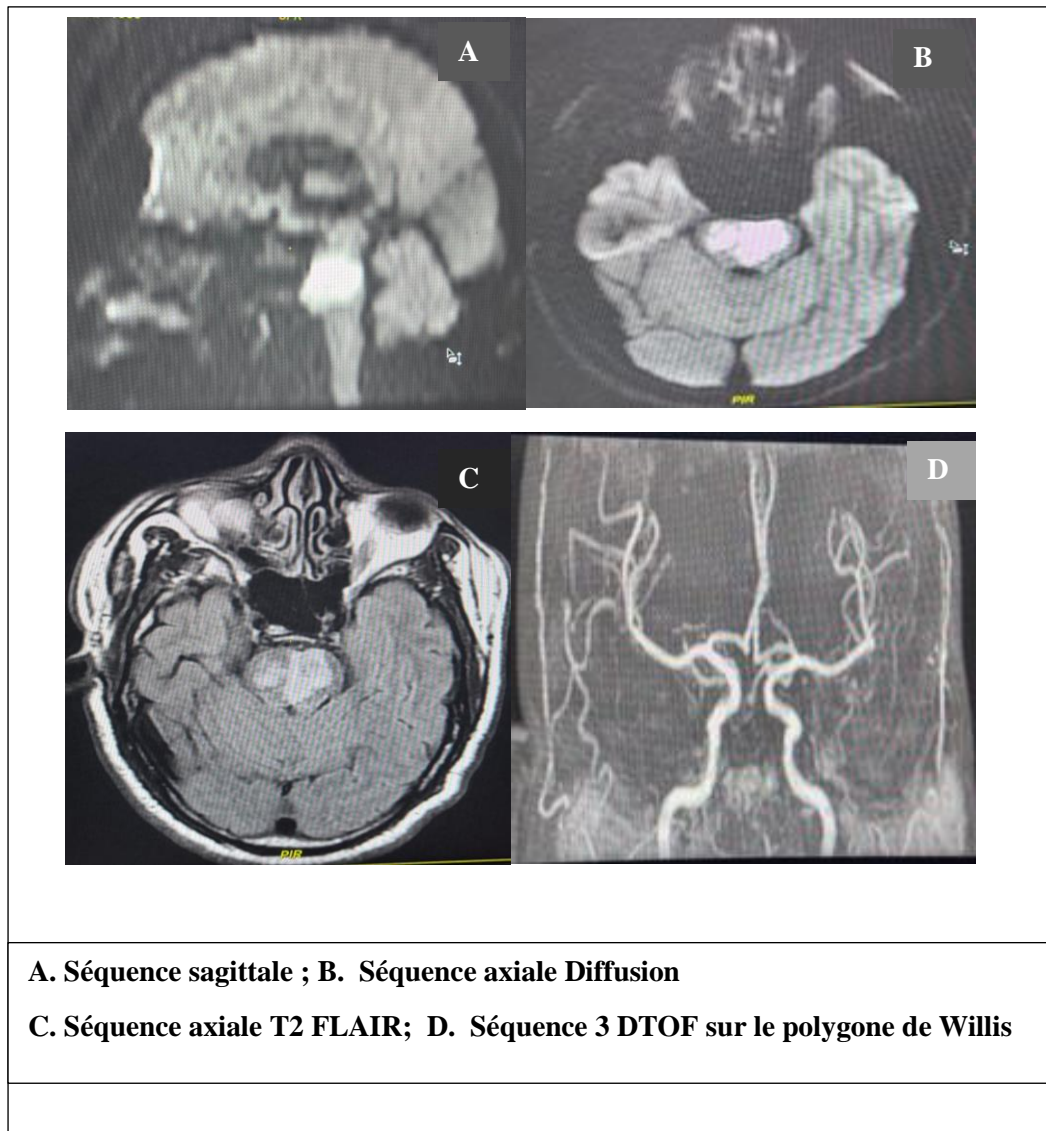 A
B
PIR
C
D
PIR
A. Séquence sagittale ; B. Séquence axiale Diffusion
C. Séquence axiale T2 FLAIR; D. Séquence 3 DTOF sur le polygone de Willis